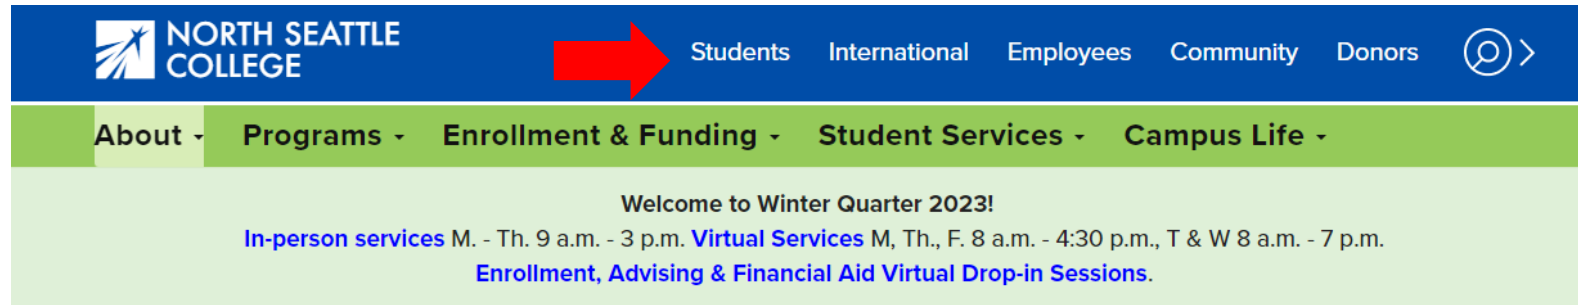 NORTH SEATTLE
COLLEGE
Students International Employees Community Donors
About Programs Enrollment & Funding Student Services Campus Life
Welcome to Winter Quarter 2023!
In-person services M. - Th. 9 a.m. - 3 p.m. Virtual Services M, Th., F. 8 a.m. - 4:30 p.m., T & W 8 a.m. - 7 p.m.
Enrollment, Advising & Financial Aid Virtual Drop-in Sessions.